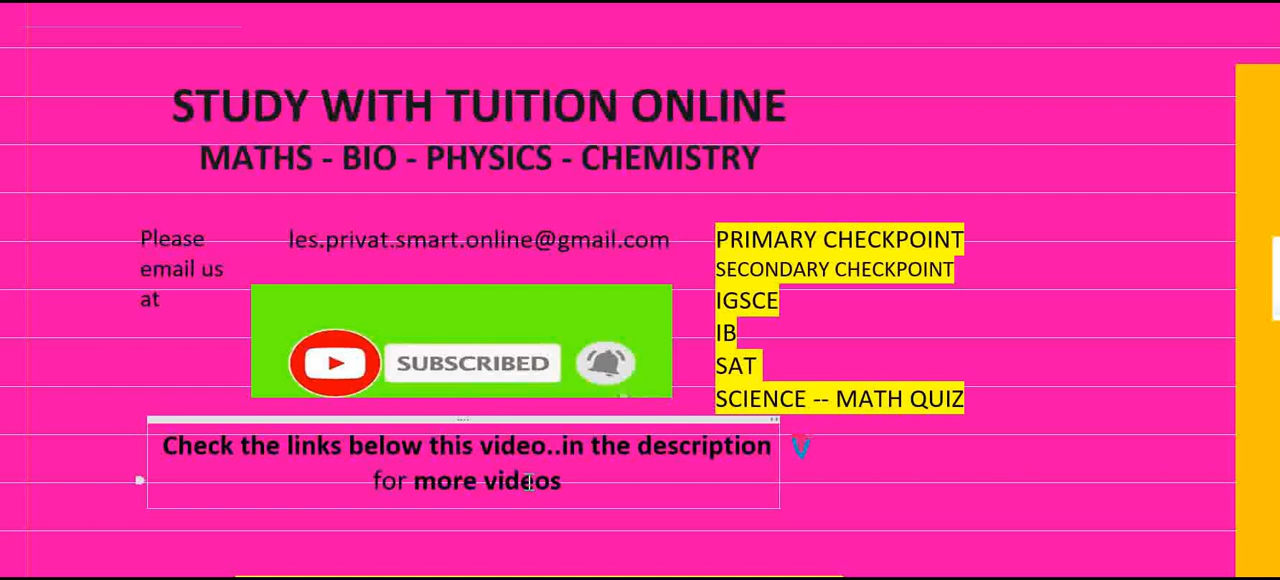 STUDY WITH TUITION ONLINE
MATHS - BIO - PHYSICS - CHEMISTRY
Please
email us
at
les.privat.smart.online@gmail.com
SUBSCRIBED
PRIMARY CHECKPOINT
SECONDARY CHECKPOINT
IGSCE
IB
SAT
SCIENCE -- MATH QUIZ
Check the links below this video..in the description
for more videos